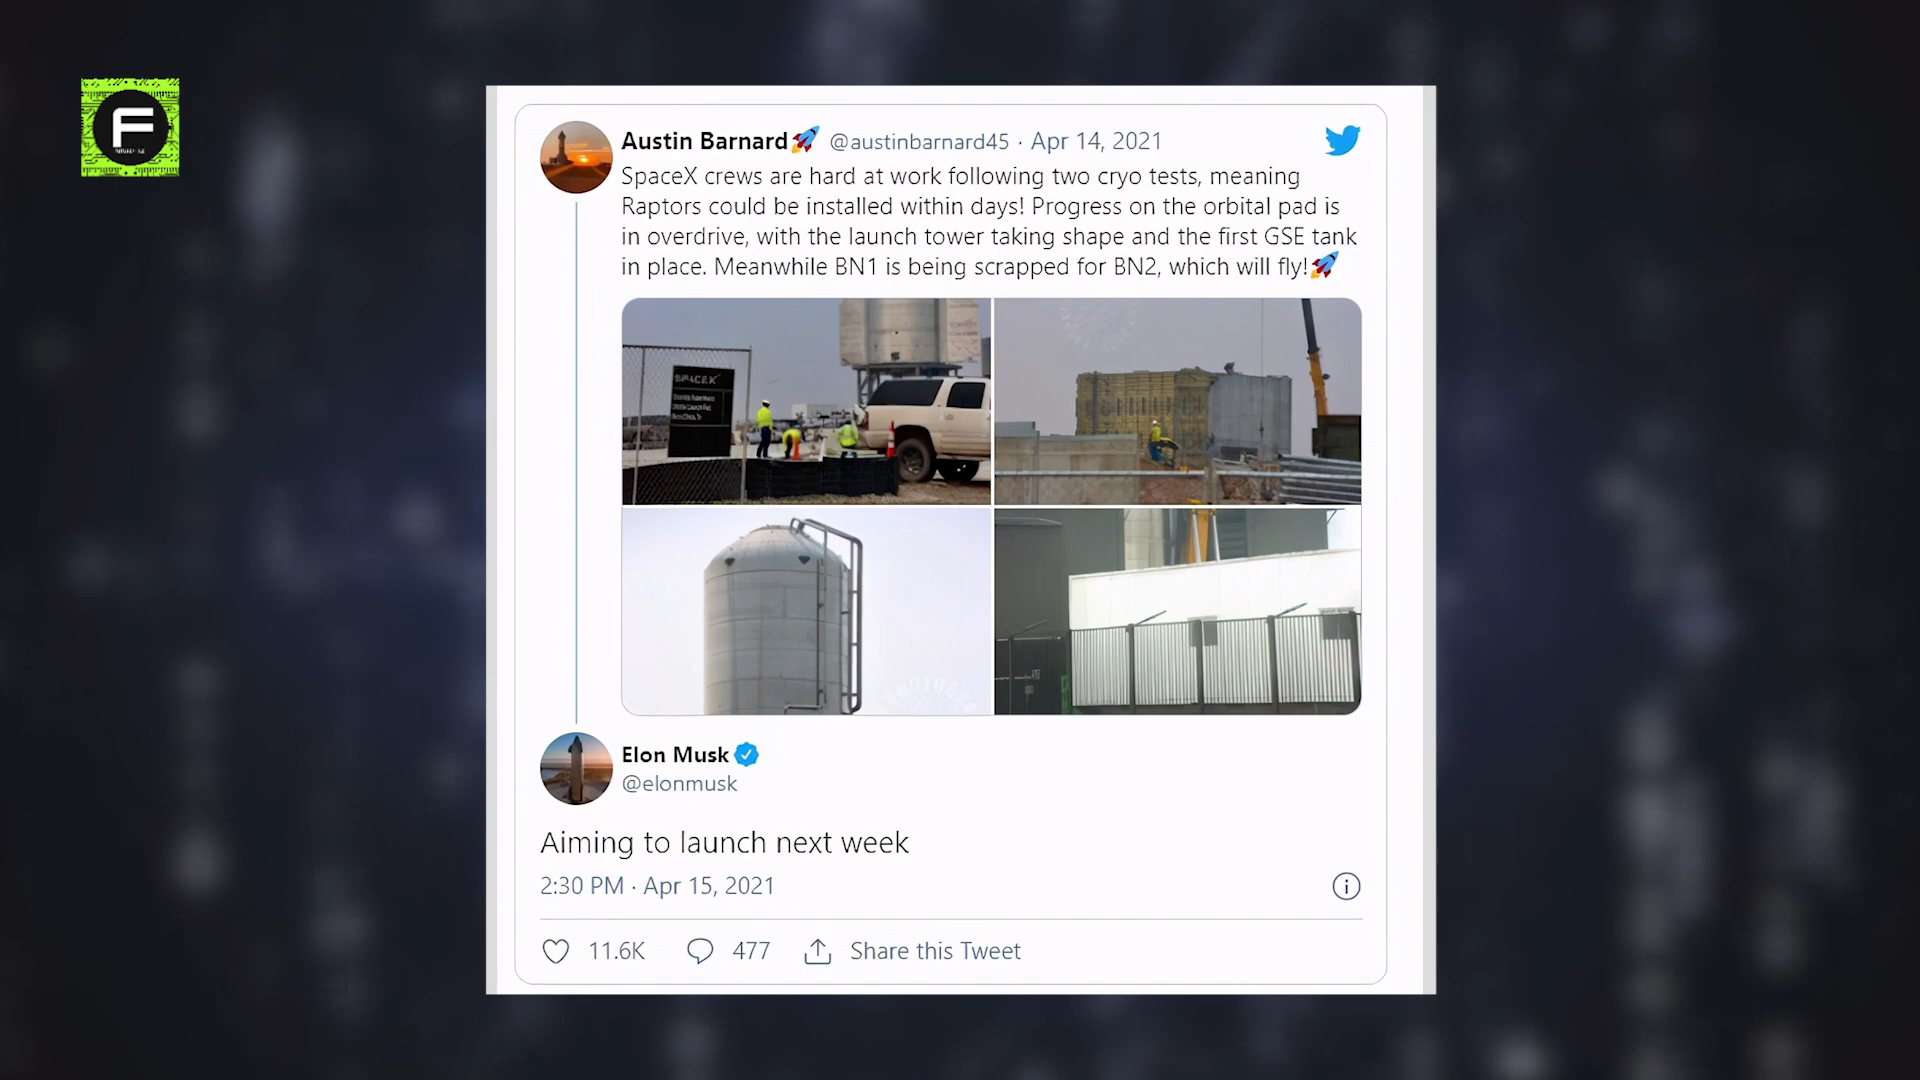 F
Austin Barnard🚀 @austinbarnard45 · Apr 14, 2021
SpaceX crews are hard at work following two cryo tests, meaning
Raptors could be installed within days! Progress on the orbital pad is
in overdrive, with the launch tower taking shape and the first GSE tank
in place. Meanwhile BN1 is being scrapped for BN2, which will fly!🚀
SPACEX
Elon Musk
@elonmusk
Aiming to launch next week
2:30 PM · Apr 15, 2021
11.6K 477 Share this Tweet